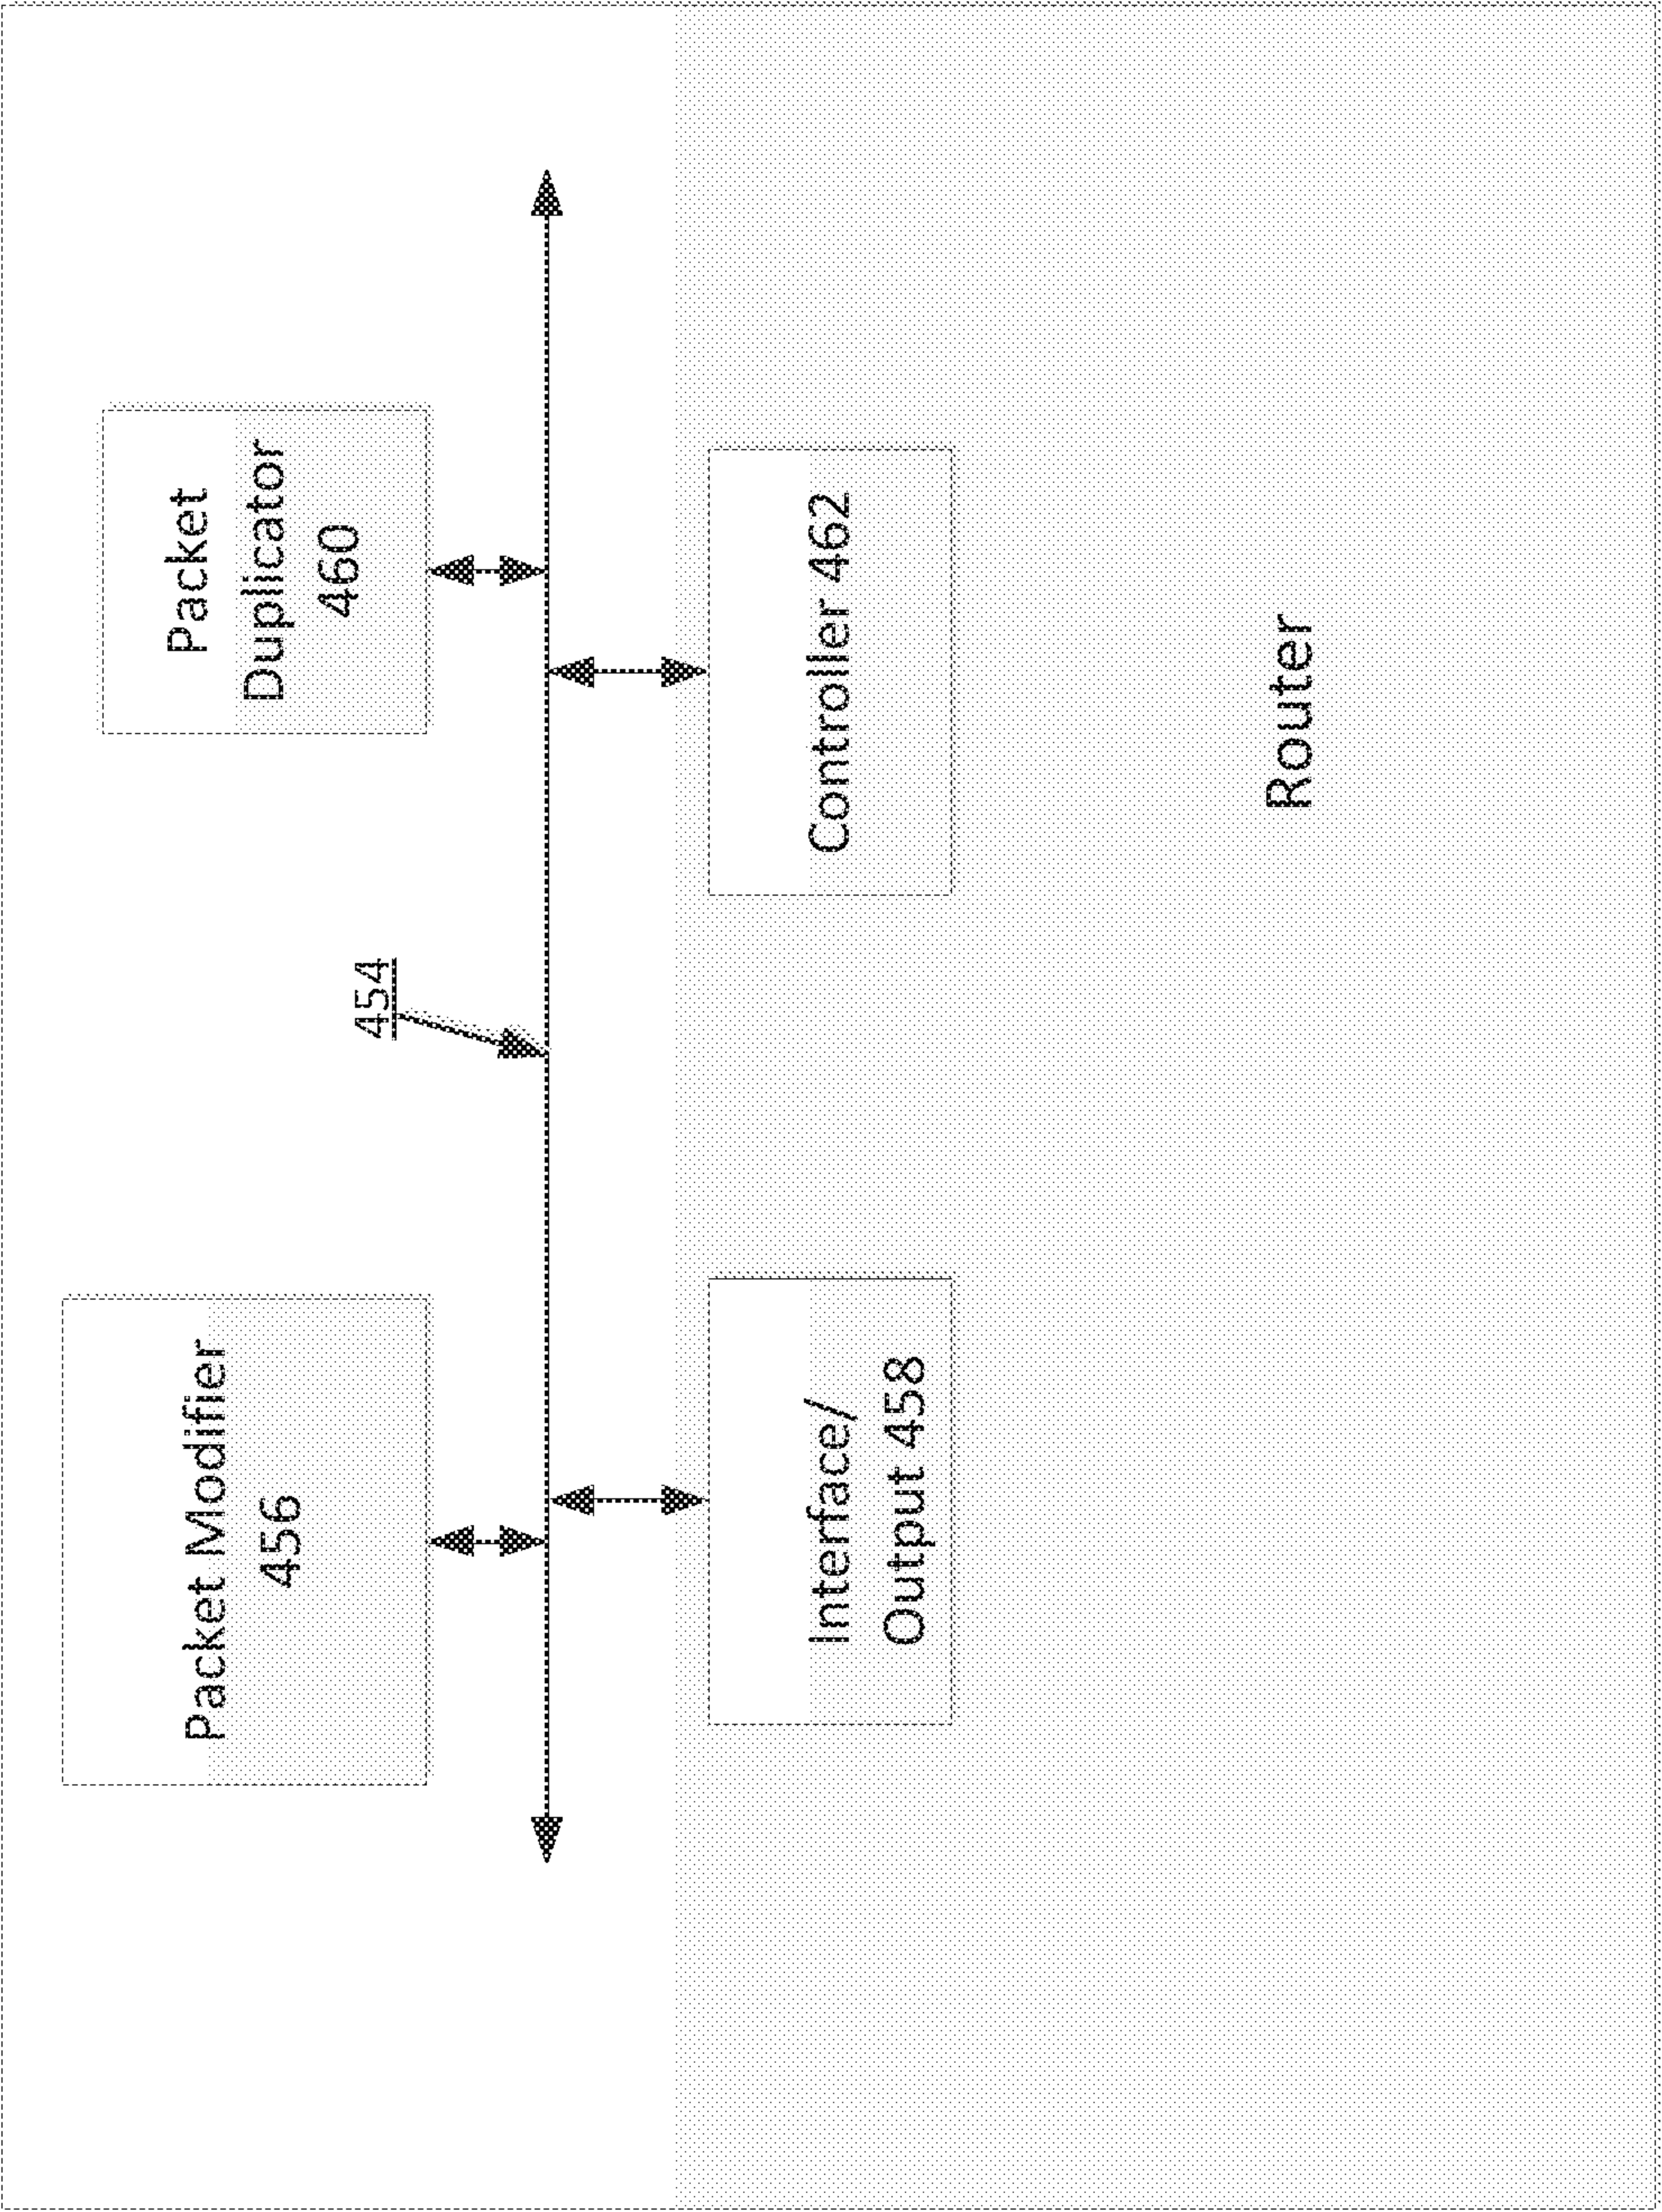 Packet Modifier
456
Packet
Duplicator
460
454
Interface/
Output 458
Controller 462
Router